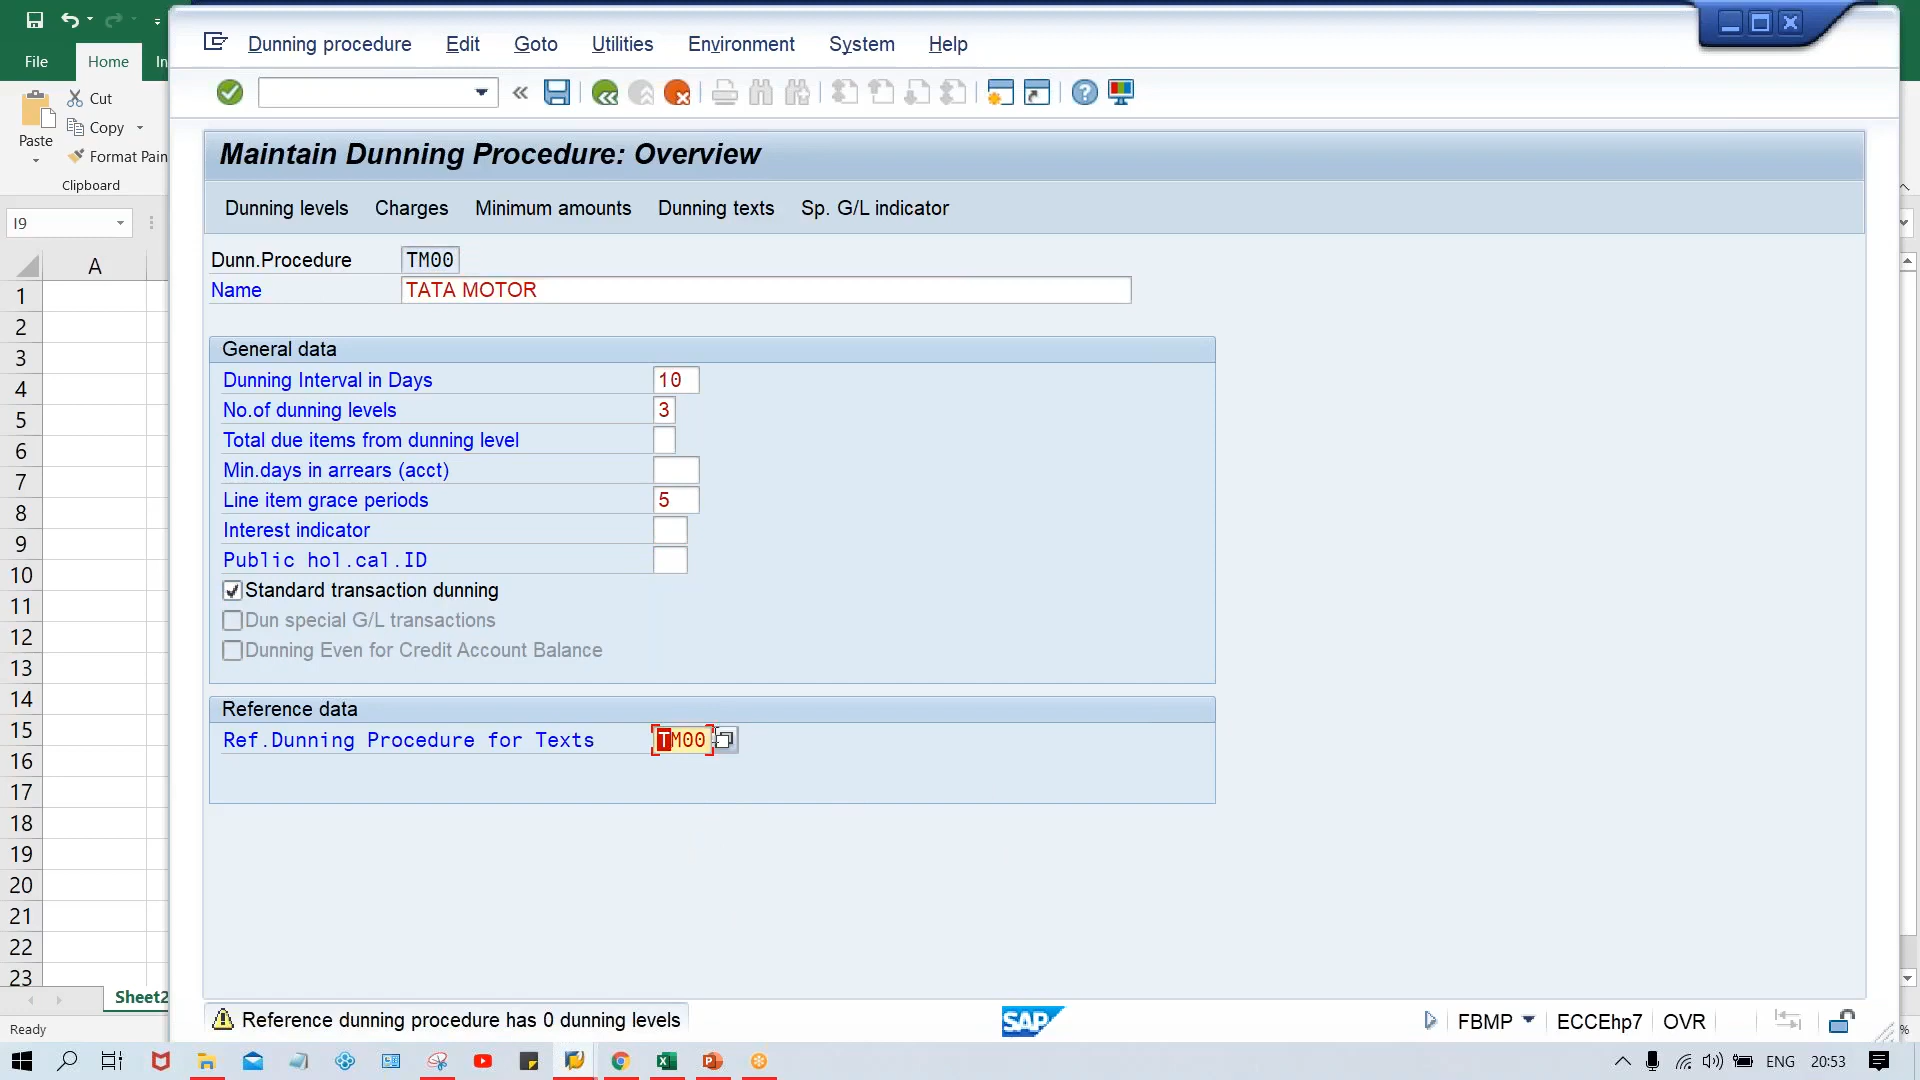 Dunning procedure Edit Goto Utilities Environment System Help
File Home In
Cut
Copy
Paste
Format Pain
Clipboard
Maintain Dunning Procedure: Overview
Dunning levels Charges Minimum amounts Dunning texts Sp. G/L indicator
I9
A
Dunn.Procedure TM00
Name TATA MOTOR
General data
Dunning Interval in Days 10
No.of dunning levels 3
Total due items from dunning level
Min.days in arrears (acct)
Line item grace periods 5
Interest indicator
Public hol.cal.ID
Standard transaction dunning
Dun special G/L transactions
Dunning Even for Credit Account Balance
Reference data
Ref.Dunning Procedure for Texts TM00
1
2
3
4
5
6
7
8
9
10
11
12
13
14
15
16
17
18
19
20
21
22
23
Sheet2
Reference dunning procedure has 0 dunning levels
SAP
FBMP ECCEhp7 OVR
Ready
%
ENG 20:53